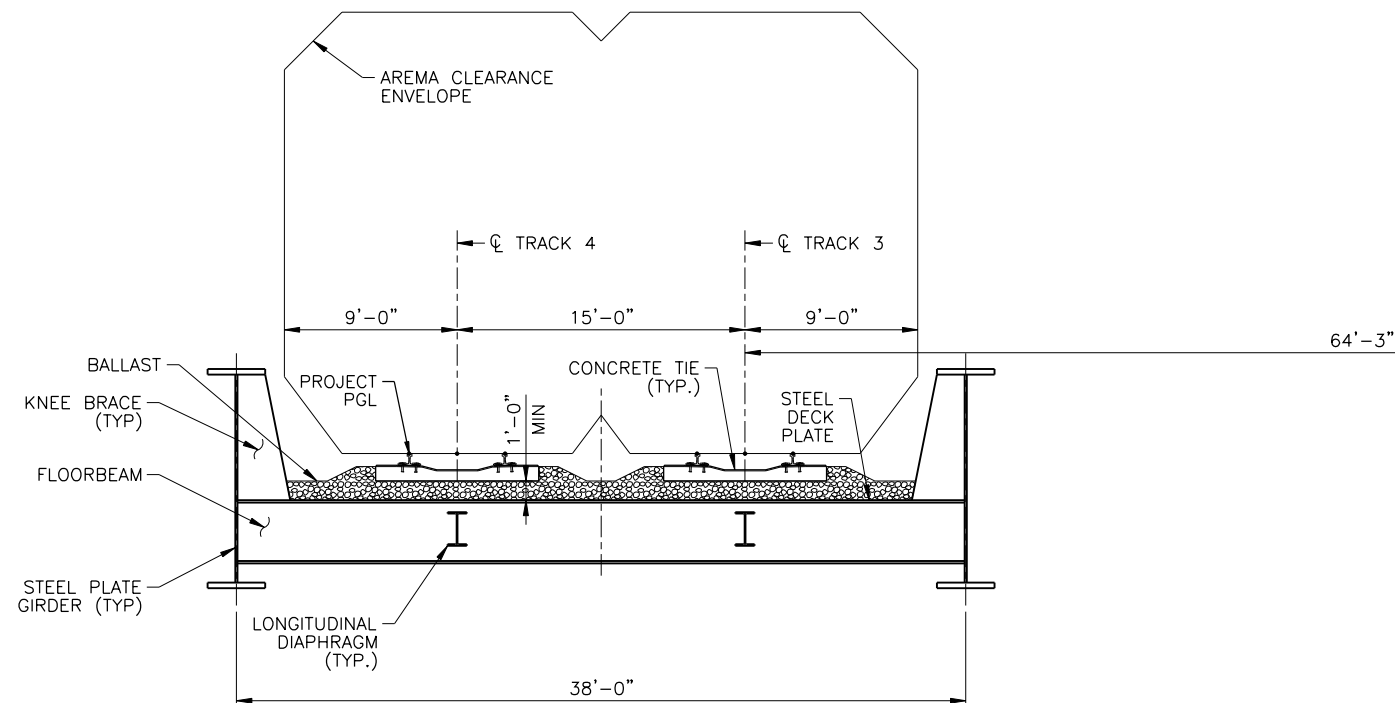 AREMA CLEARANCE
ENVELOPE
℄ TRACK 4
℄ TRACK 3
9'-0"
15'-0"
9'-0"
64'-3"
BALLAST
PROJECT
PGL
CONCRETE TIE
(TYP.)
KNEE BRACE
(TYP)
1'-0"
MIN
STEEL
DECK
PLATE
FLOORBEAM
STEEL PLATE
GIRDER (TYP)
LONGITUDINAL
DIAPHRAGM
(TYP.)
38'-0"